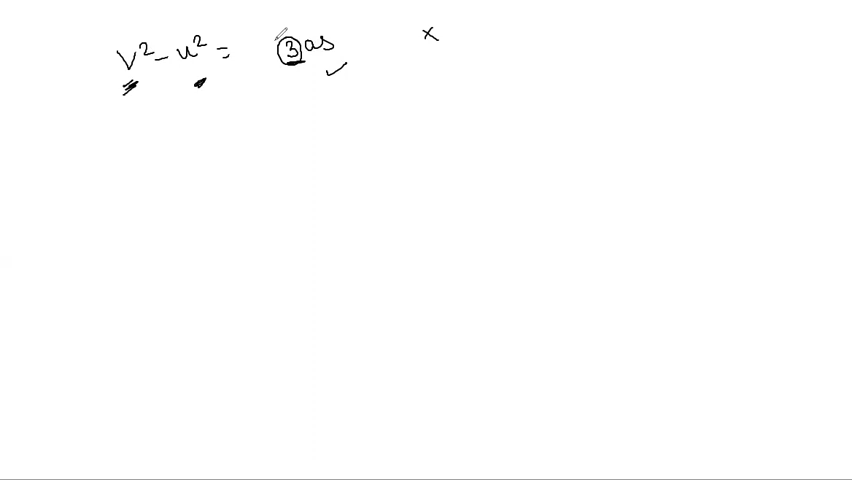 v² - u² = 3as ×